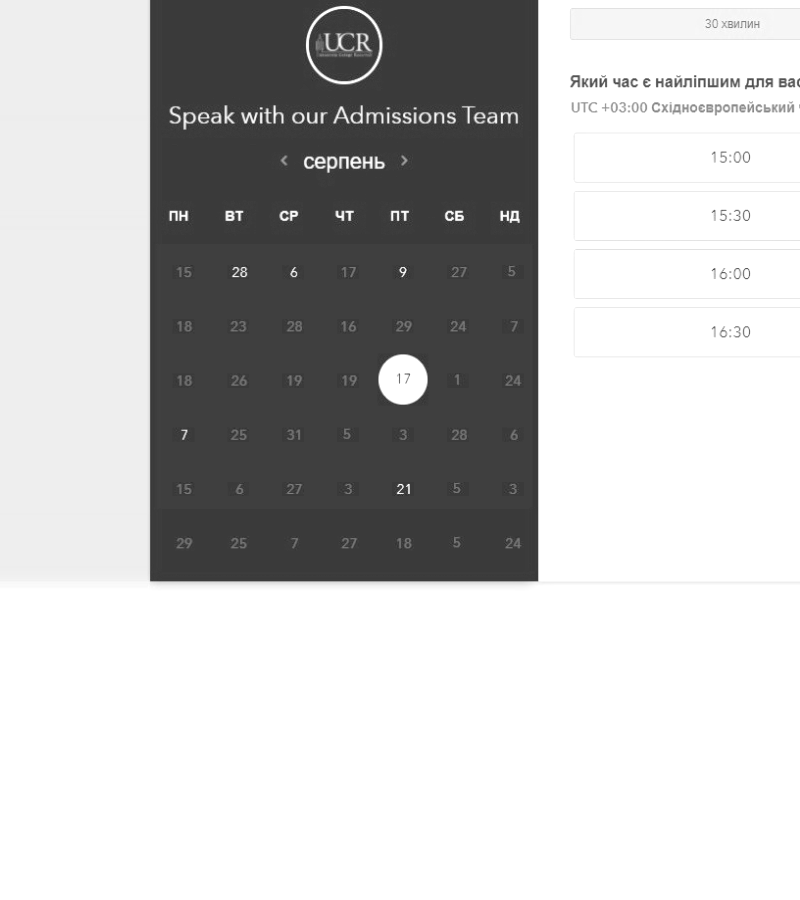 UCR
Speak with our Admissions Team
‹ серпень ›
ПН ВТ СР ЧТ ПТ СБ НД
15 28 6 17 9 27 5
18 23 28 16 29 24 7
18 26 19 19 17 1 24
7 25 31 5 3 28 6
15 6 27 3 21 5 3
29 25 7 27 18 5 24
30 хвилин
Який час є найліпшим для вас
UTC +03:00 Східноєвропейський
15:00
15:30
16:00
16:30